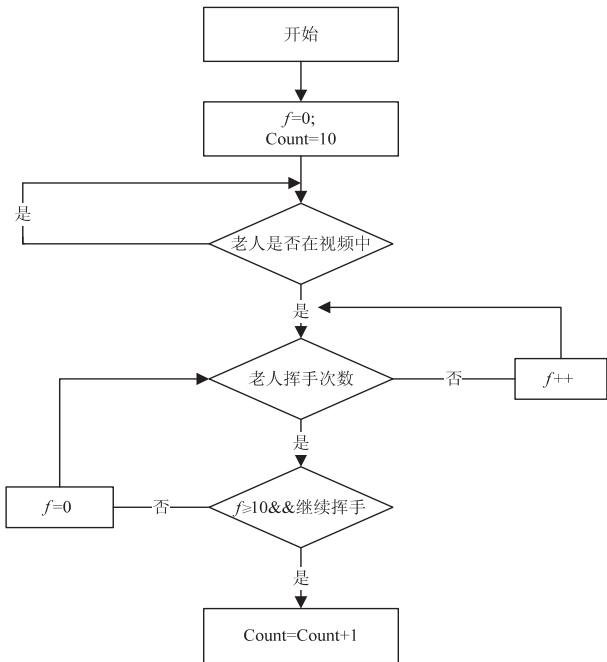 开始
f=0;
Count=10
是
老人是否在视频中
是
老人挥手次数
否
f++
是
f=0
否
f≥10&&继续挥手
是
Count=Count+1